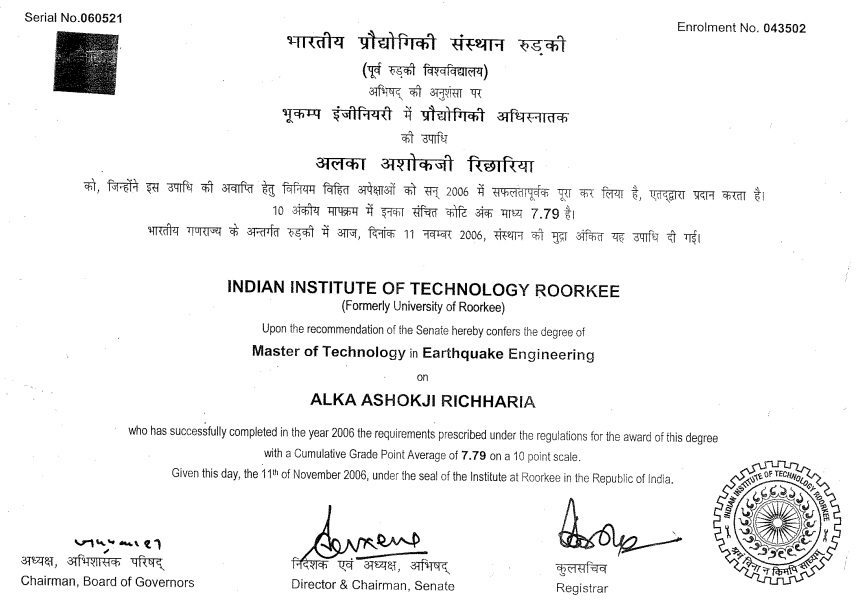 Serial No.060521
Enrolment No. 043502
भारतीय प्रौद्योगिकी संस्थान रुड़की
(पूर्व रुड़की विश्वविद्यालय)
अभिषद् की अनुशंसा पर
भूकम्प इंजीनियरी में प्रौद्योगिकी अधिस्नातक
की उपाधि
अलका अशोकजी रिछारिया
को, जिन्होंने इस उपाधि की अवाप्ति हेतु विनियम विहित अपेक्षाओं को सन् 2006 में सफलतापूर्वक पूरा कर लिया है, एतद्द्वारा प्रदान करता है।
10 अंकीय मापक्रम में इनका संचित कोटि अंक माध्य 7.79 है।
भारतीय गणराज्य के अन्तर्गत रुड़की में आज, दिनांक 11 नवम्बर 2006, संस्थान की मुद्रा अंकित यह उपाधि दी गई।
INDIAN INSTITUTE OF TECHNOLOGY ROORKEE
(Formerly University of Roorkee)
Upon the recommendation of the Senate hereby confers the degree of
Master of Technology in Earthquake Engineering
on
ALKA ASHOKJI RICHHARIA
who has successfully completed in the year 2006 the requirements prescribed under the regulations for the award of this degree
with a Cumulative Grade Point Average of 7.79 on a 10 point scale.
Given this day, the 11th of November 2006, under the seal of the Institute at Roorkee in the Republic of India.
अध्यक्ष, अभिशासक परिषद्
Chairman, Board of Governors
निदेशक एवं अध्यक्ष, अभिषद्
Director & Chairman, Senate
कुलसचिव
Registrar
INDIAN INSTITUTE OF TECHNOLOGY ROORKEE
श्रमं विना न किमपि साध्यम्